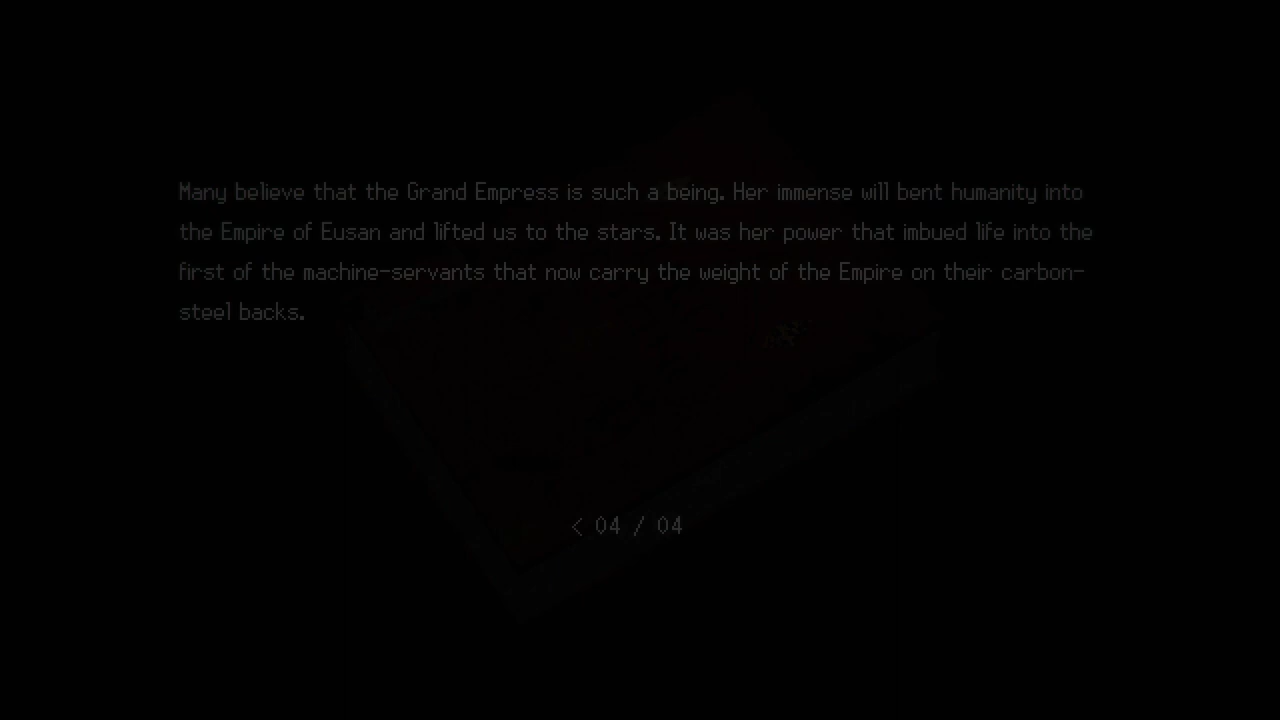 Many believe that the Grand Empress is such a being. Her immense will bent humanity into
the Empire of Eusan and lifted us to the stars. It was her power that imbued life into the
first of the machine-servants that now carry the weight of the Empire on their carbon-
steel backs.
< 04 / 04